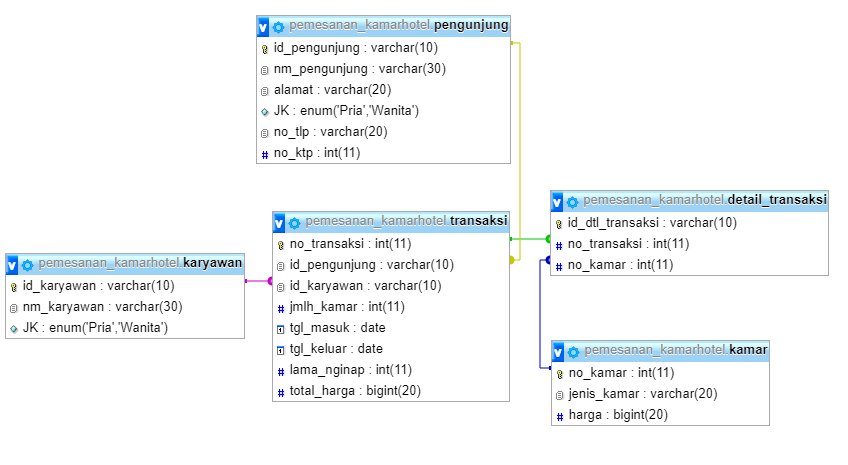 pemesanan_kamarhotel.pengunjung
id_pengunjung : varchar(10)
nm_pengunjung : varchar(30)
alamat : varchar(20)
JK : enum('Pria','Wanita')
no_tlp : varchar(20)
# no_ktp : int(11)
pemesanan_kamarhotel.detail_transaksi
id_dtl_transaksi : varchar(10)
# no_transaksi : int(11)
# no_kamar : int(11)
pemesanan_kamarhotel.transaksi
no_transaksi : int(11)
id_pengunjung : varchar(10)
id_karyawan : varchar(10)
# jmlh_kamar : int(11)
tgl_masuk : date
tgl_keluar : date
# lama_nginap : int(11)
# total_harga : bigint(20)
pemesanan_kamarhotel.karyawan
id_karyawan : varchar(10)
nm_karyawan : varchar(30)
JK : enum('Pria','Wanita')
pemesanan_kamarhotel.kamar
no_kamar : int(11)
jenis_kamar : varchar(20)
# harga : bigint(20)